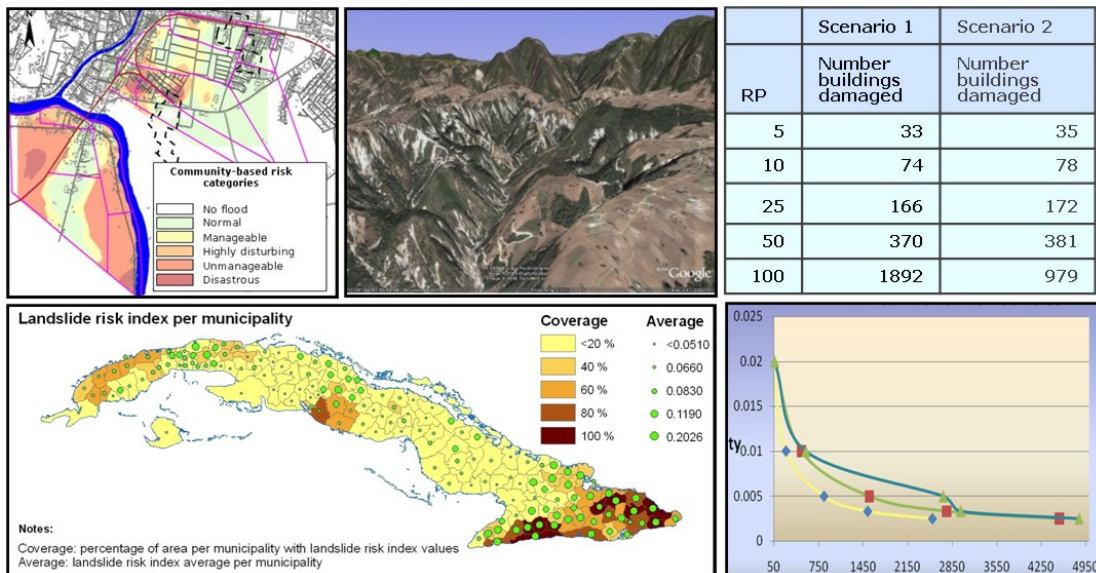 N
Community-based risk
categories
No flood
Normal
Manageable
Highly disturbing
Unmanageable
Disastrous
Google
Scenario 1 Scenario 2
RP Number buildings damaged Number buildings damaged
5 33 35
10 74 78
25 166 172
50 370 381
100 1892 979
Landslide risk index per municipality
Coverage Average
<20 % <0.0510
40 % 0.0660
60 % 0.0830
80 % 0.1190
100 % 0.2026
Notes:
Coverage: percentage of area per municipality with landslide risk index values
Average: landslide risk index average per municipality
0.025
0.02
0.015
0.01
ty
0.005
0
50 750 1450 2150 2850 3550 4250 4950